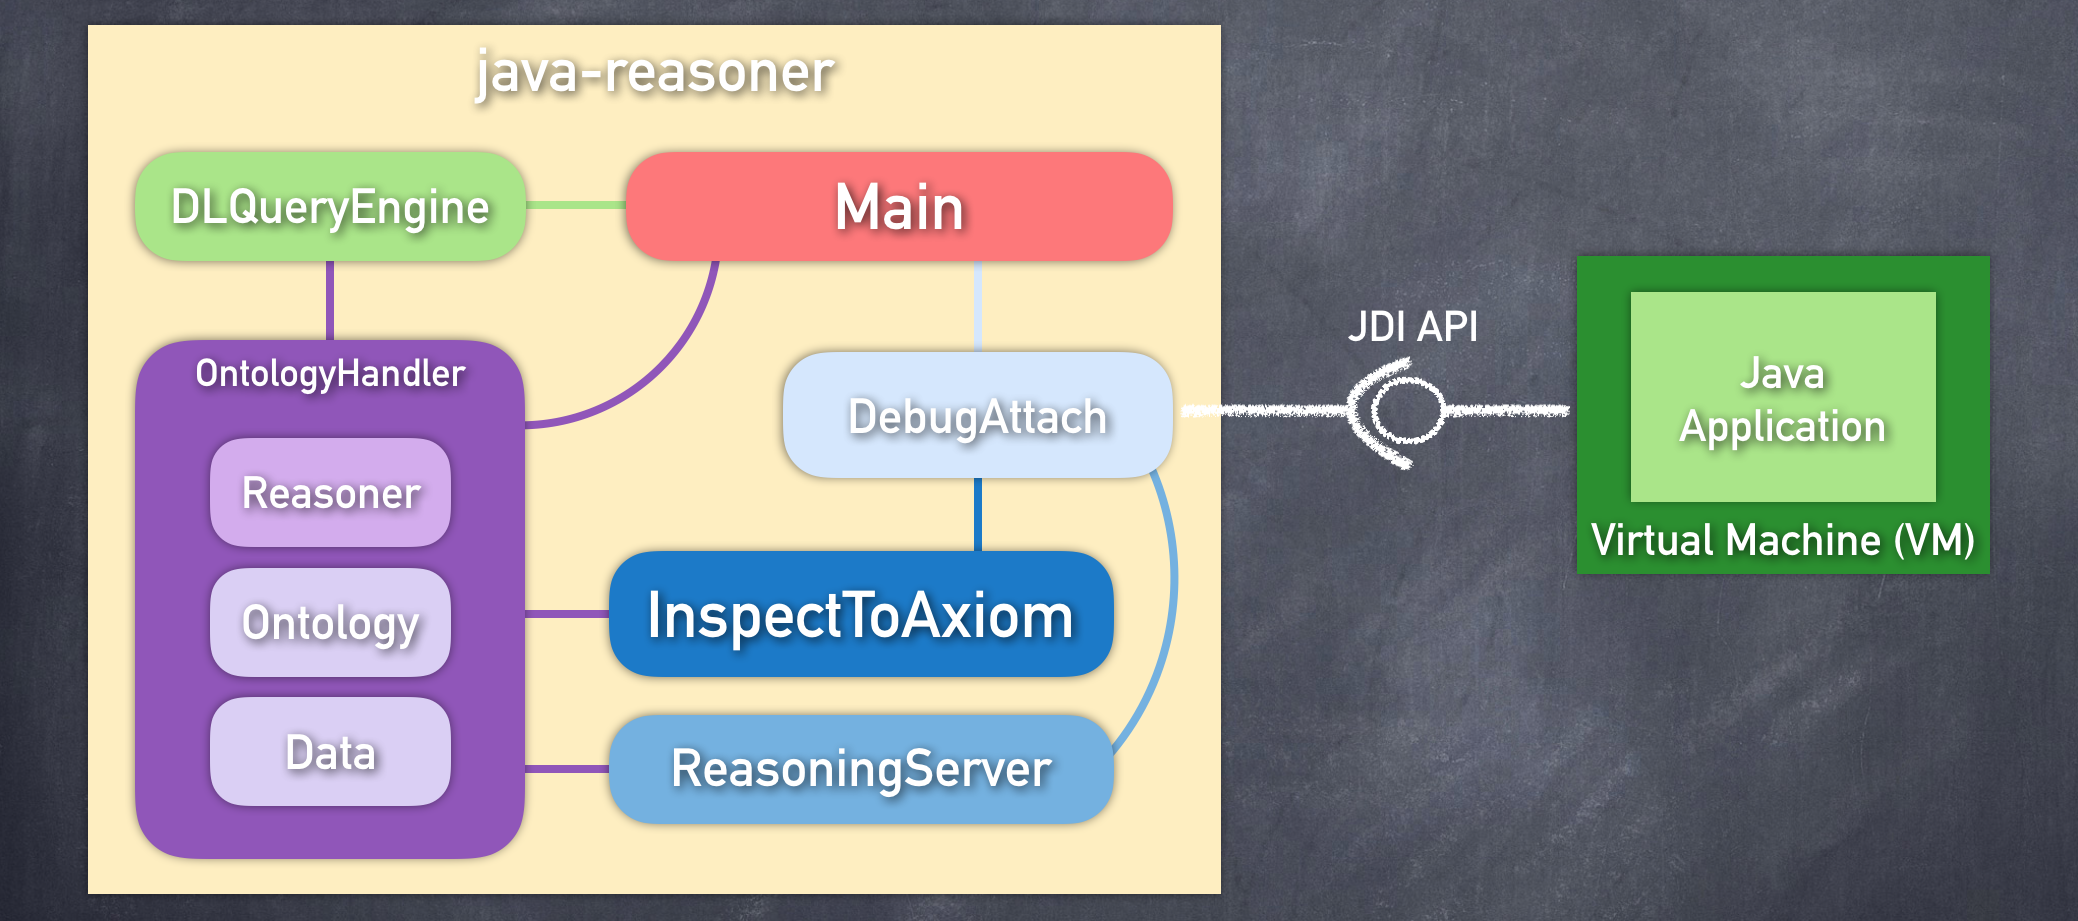 java-reasoner
DLQueryEngine
Main
OntologyHandler
Reasoner
Ontology
Data
DebugAttach
InspectToAxiom
ReasoningServer
JDI API
Java
Application
Virtual Machine (VM)